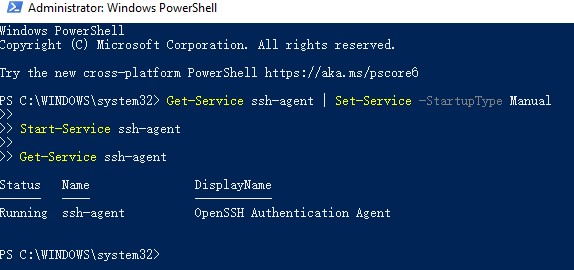 Administrator: Windows PowerShell
Windows PowerShell
Copyright (C) Microsoft Corporation. All rights reserved.
Try the new cross-platform PowerShell https://aka.ms/pscore6
PS C:\WINDOWS\system32> Get-Service ssh-agent | Set-Service -StartupType Manual
>>
>> Start-Service ssh-agent
>>
>> Get-Service ssh-agent
Status   Name               DisplayName
Running  ssh-agent          OpenSSH Authentication Agent
PS C:\WINDOWS\system32>